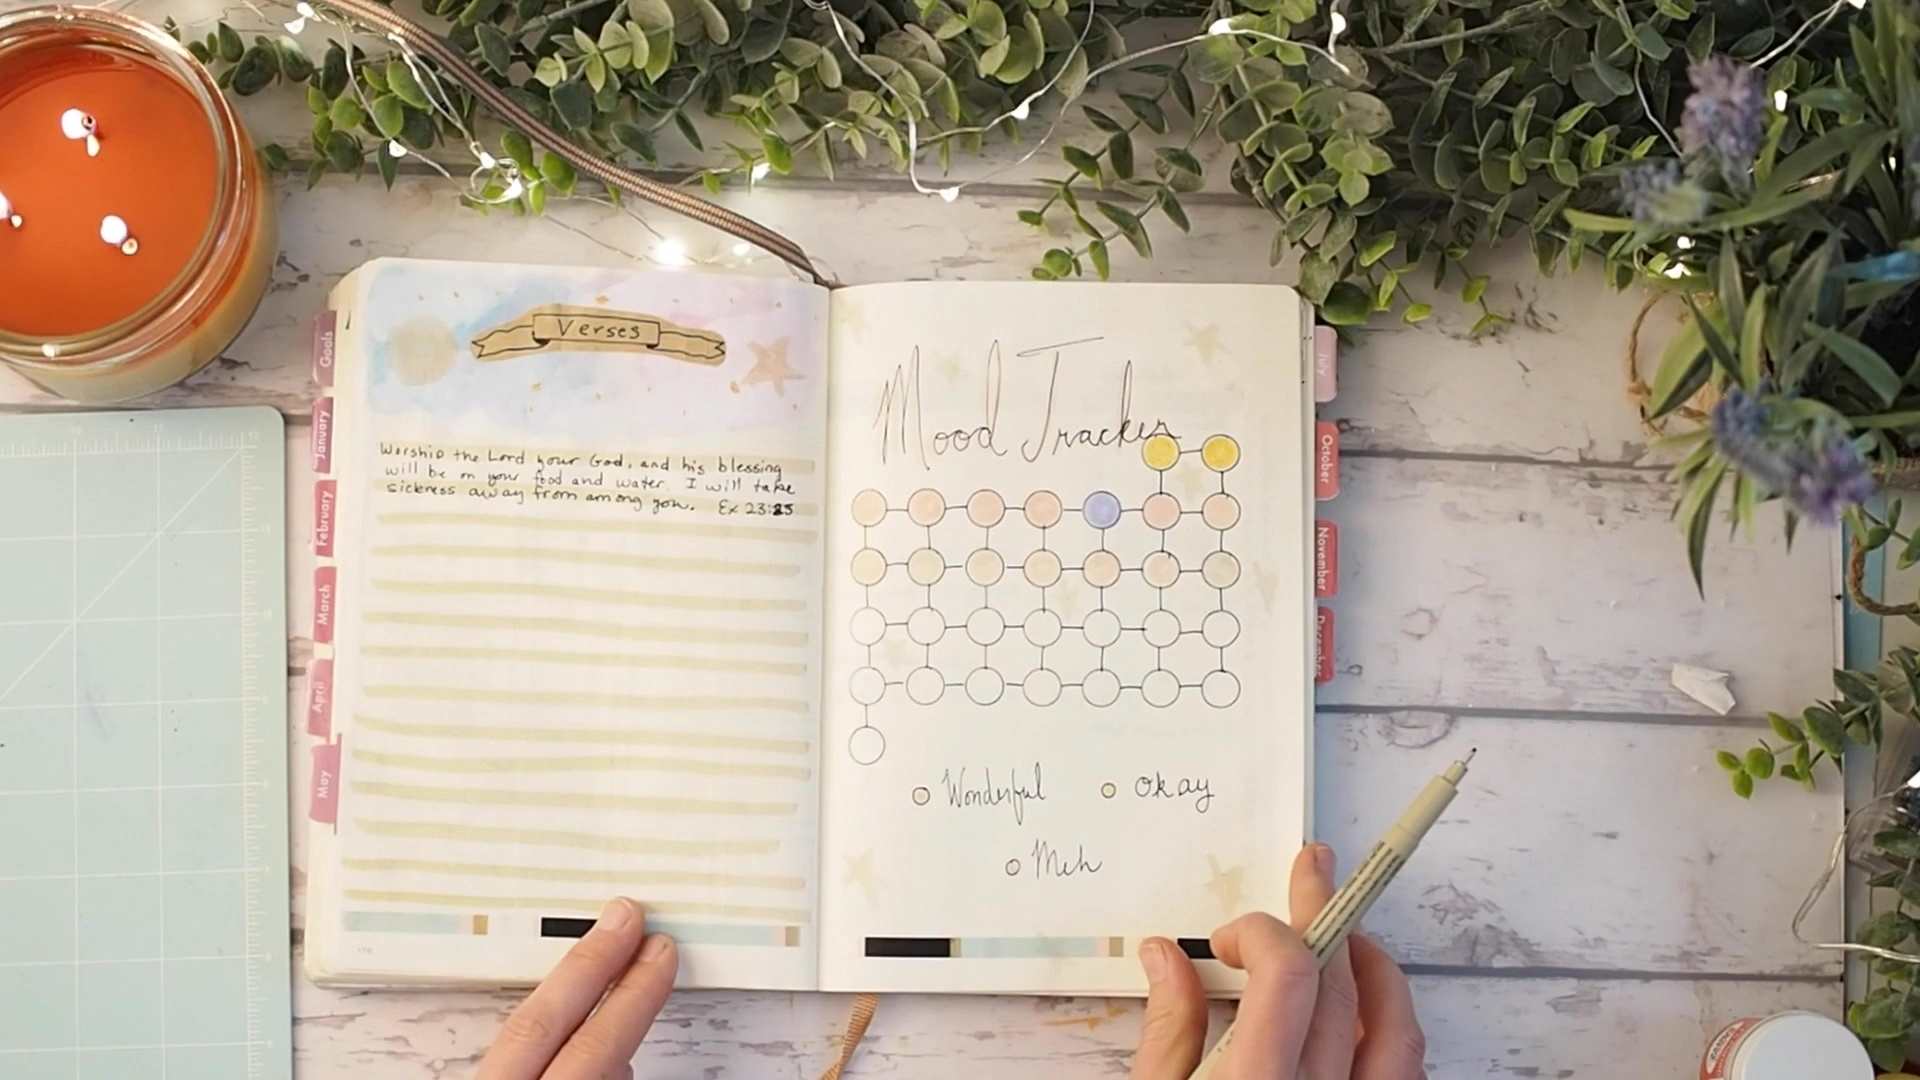 Verses
Worship the Lord your God, and his blessing
will be on your food and water. I will take
sickness away from among you. Ex 23:25
Mood Tracker
Wonderful
okay
Meh
Goals
January
February
March
April
May
July
October
November
December